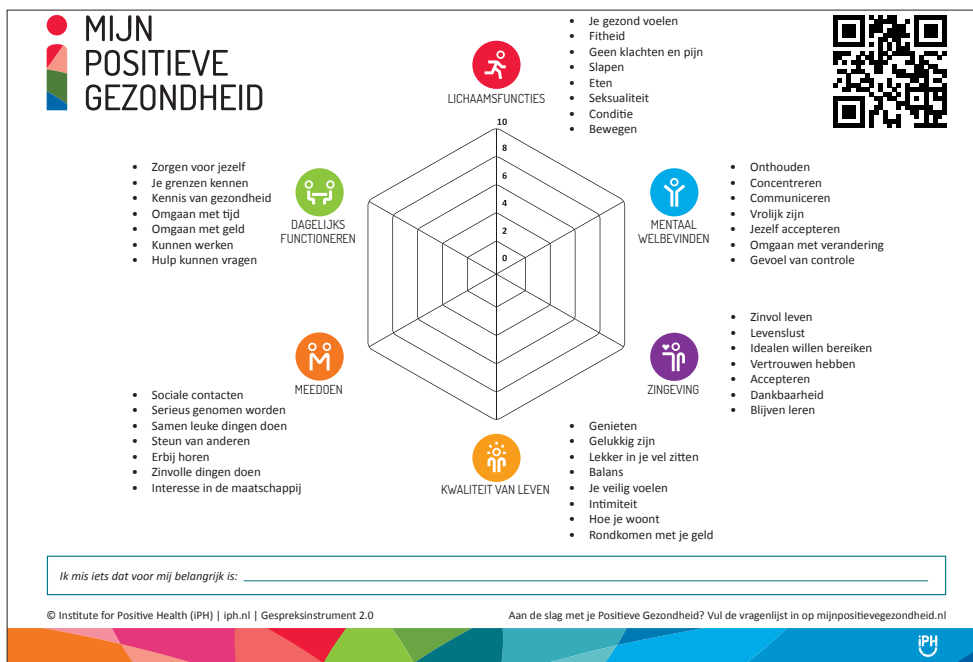 MIJN
POSITIEVE
GEZONDHEID
LICHAAMSFUNCTIES
• Je gezond voelen
• Fitheid
• Geen klachten en pijn
• Slapen
• Eten
• Seksualiteit
• Conditie
• Bewegen
10
8
6
4
2
0
• Zorgen voor jezelf
• Je grenzen kennen
• Kennis van gezondheid
• Omgaan met tijd
• Omgaan met geld
• Kunnen werken
• Hulp kunnen vragen
DAGELIJKS
FUNCTIONEREN
MENTAAL
WELBEVINDEN
• Onthouden
• Concentreren
• Communiceren
• Vrolijk zijn
• Jezelf accepteren
• Omgaan met verandering
• Gevoel van controle
MEEDOEN
• Sociale contacten
• Serieus genomen worden
• Samen leuke dingen doen
• Steun van anderen
• Erbij horen
• Zinvolle dingen doen
• Interesse in de maatschappij
ZINGEVING
• Zinvol leven
• Levenslust
• Idealen willen bereiken
• Vertrouwen hebben
• Accepteren
• Dankbaarheid
• Blijven leren
KWALITEIT VAN LEVEN
• Genieten
• Gelukkig zijn
• Lekker in je vel zitten
• Balans
• Je veilig voelen
• Intimiteit
• Hoe je woont
• Rondkomen met je geld
Ik mis iets dat voor mij belangrijk is:
© Institute for Positive Health (iPH) | iph.nl | Gespreksinstrument 2.0
Aan de slag met je Positieve Gezondheid? Vul de vragenlijst in op mijnpositievegezondheid.nl
iPH